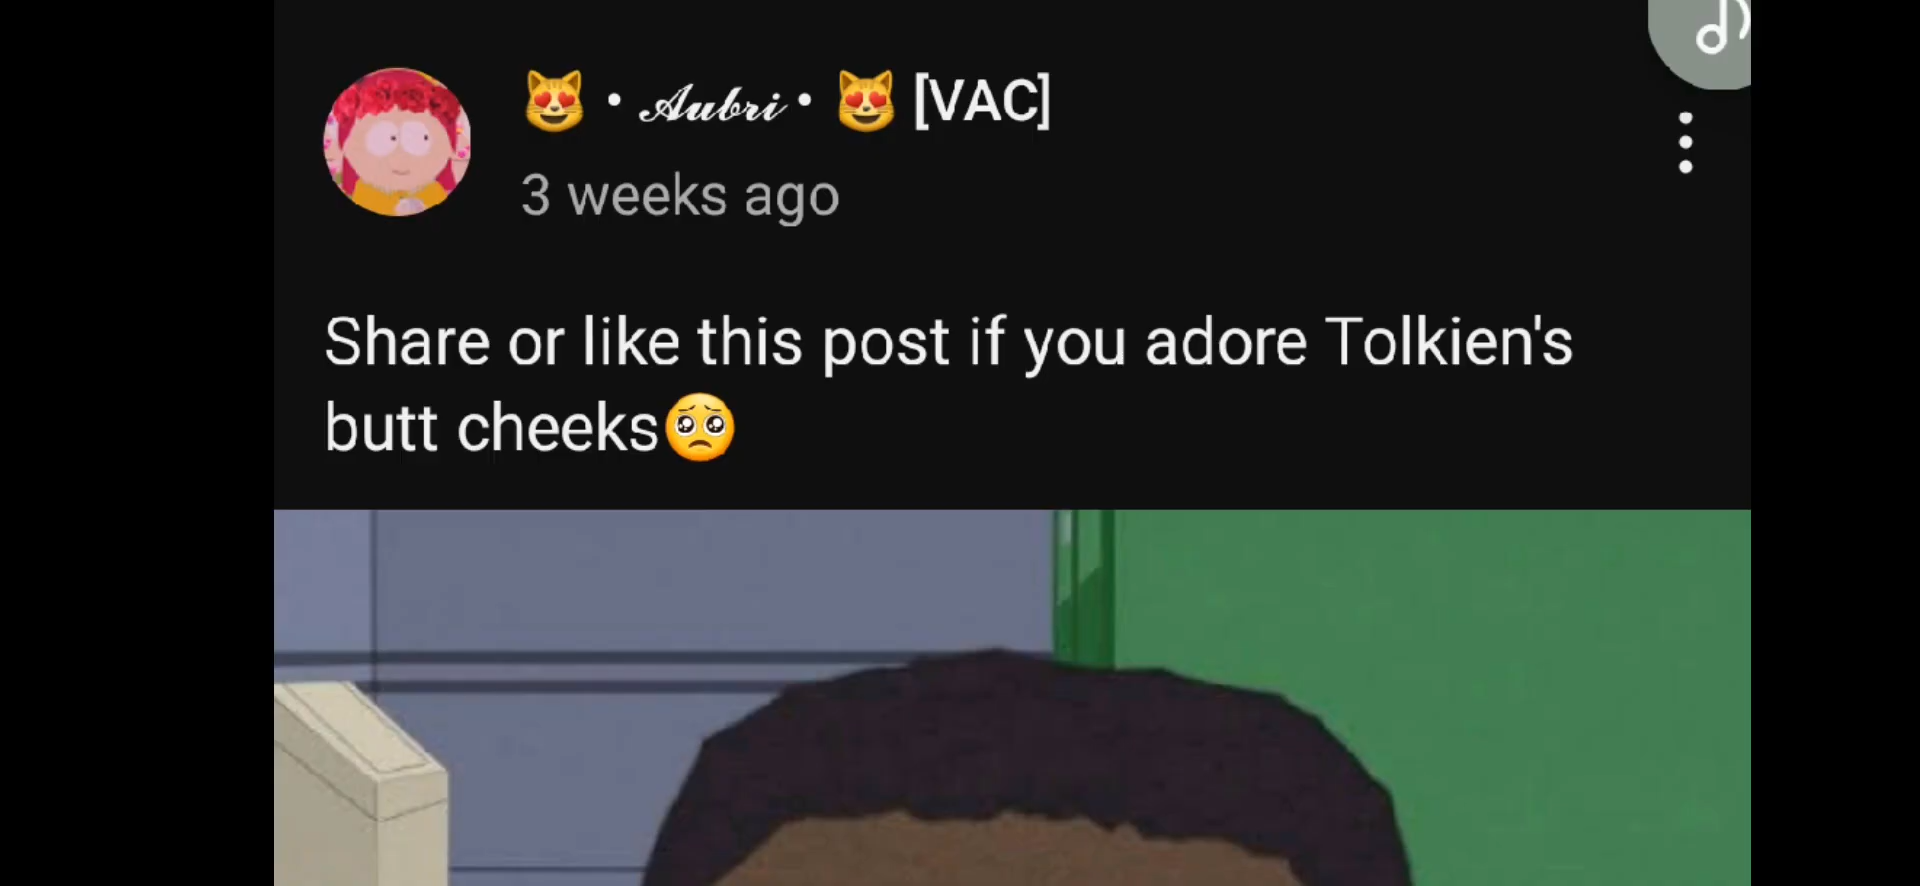 😻 • 𝓐𝓾𝓫𝓻𝓲 • 😻 [VAC]
3 weeks ago
Share or like this post if you adore Tolkien's
butt cheeks🥺